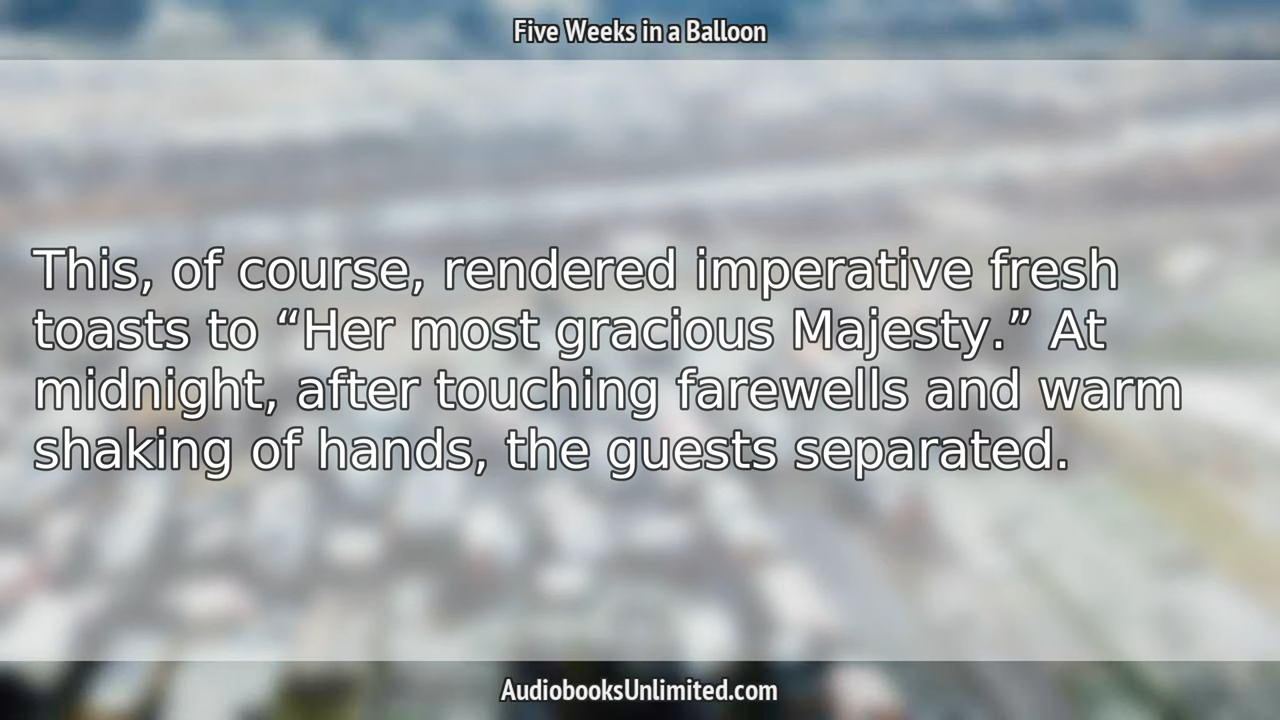 Five Weeks in a Balloon
This, of course, rendered imperative fresh
toasts to “Her most gracious Majesty.” At
midnight, after touching farewells and warm
shaking of hands, the guests separated.
AudiobooksUnlimited.com